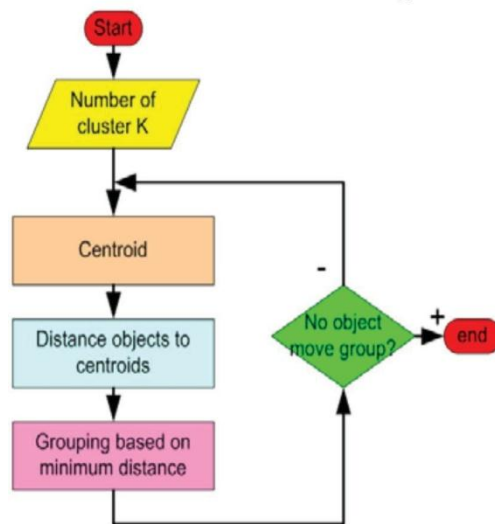 Start
Number of
cluster K
Centroid
Distance objects to
centroids
Grouping based on
minimum distance
-
No object
move group?
+
end